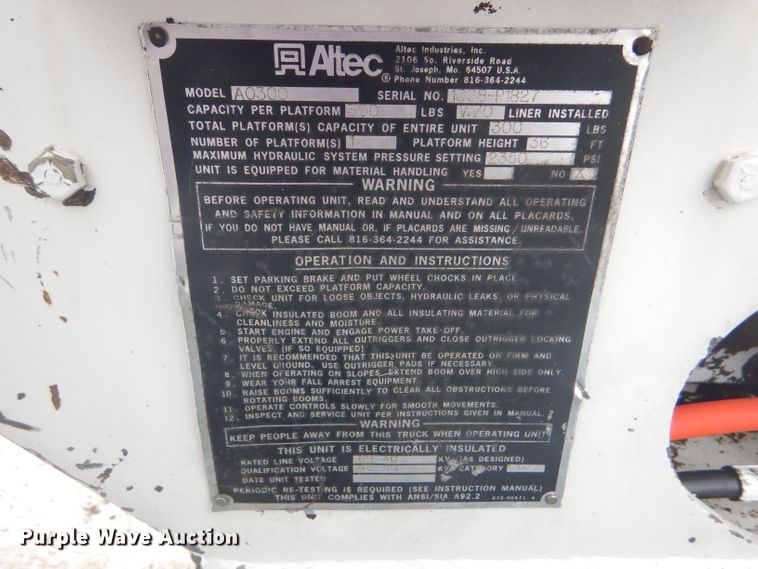 Altec
Altec Industries, Inc.
2106 So. Riverside Road
St. Joseph, Mo. 64507 U.S.A.
® Phone Number 816-364-2244
MODEL AO300 SERIAL NO.
CAPACITY PER PLATFORM 300 LBS W/O LINER INSTALLED
TOTAL PLATFORM(S) CAPACITY OF ENTIRE UNIT 300 LBS
NUMBER OF PLATFORM(S) 1 PLATFORM HEIGHT 36 FT
MAXIMUM HYDRAULIC SYSTEM PRESSURE SETTING 2350 PSI
UNIT IS EQUIPPED FOR MATERIAL HANDLING YES NO
WARNING
BEFORE OPERATING UNIT, READ AND UNDERSTAND ALL OPERATING
AND SAFETY INFORMATION IN MANUAL AND ON ALL PLACARDS.
IF YOU DO NOT HAVE MANUAL OR, IF PLACARDS ARE MISSING / UNREADABLE,
PLEASE CALL 816-364-2244 FOR ASSISTANCE.
OPERATION AND INSTRUCTIONS
1. SET PARKING BRAKE AND PUT WHEEL CHOCKS IN PLACE.
2. DO NOT EXCEED PLATFORM CAPACITY.
3. CHECK UNIT FOR LOOSE OBJECTS, HYDRAULIC LEAKS, OR PHYSICAL
DAMAGE.
4. CHECK INSULATED BOOM AND ALL INSULATING MATERIAL FOR
CLEANLINESS AND MOISTURE.
5. START ENGINE AND ENGAGE POWER TAKE OFF.
6. PROPERLY EXTEND ALL OUTRIGGERS AND CLOSE OUTRIGGER LOCKING
VALVES. (IF SO EQUIPPED)
7. IT IS RECOMMENDED THAT THIS UNIT BE OPERATED ON FIRM AND
LEVEL GROUND. USE OUTRIGGER PADS IF NECESSARY.
8. WHEN OPERATING ON SLOPES, EXTEND BOOM OVER HIGH SIDE ONLY.
9. WEAR YOUR FALL ARREST EQUIPMENT.
10. RAISE BOOMS SUFFICIENTLY TO CLEAR ALL OBSTRUCTIONS BEFORE
ROTATING BOOMS.
11. OPERATE CONTROLS SLOWLY FOR SMOOTH MOVEMENTS.
12. INSPECT AND SERVICE UNIT PER INSTRUCTIONS GIVEN IN MANUAL.
WARNING
KEEP PEOPLE AWAY FROM THIS TRUCK WHEN OPERATING UNIT
THIS UNIT IS ELECTRICALLY INSULATED
RATED LINE VOLTAGE KV (AS DESIGNED)
QUALIFICATION VOLTAGE KV CATEGORY
DATE UNIT TESTED
PERIODIC RE-TESTING IS REQUIRED (SEE INSTRUCTION MANUAL)
THIS UNIT COMPLIES WITH ANSI/SIA A92.2
Purple Wave Auction